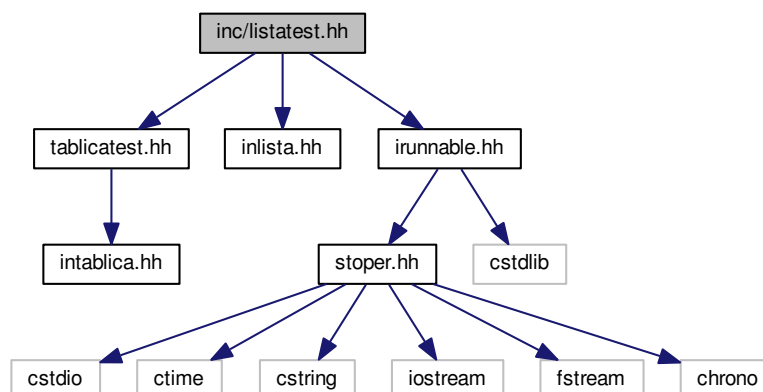 inc/listatest.hh
tablicatest.hh
inlista.hh
irunnable.hh
intablica.hh
stoper.hh
cstdlib
cstdio
ctime
cstring
iostream
fstream
chrono